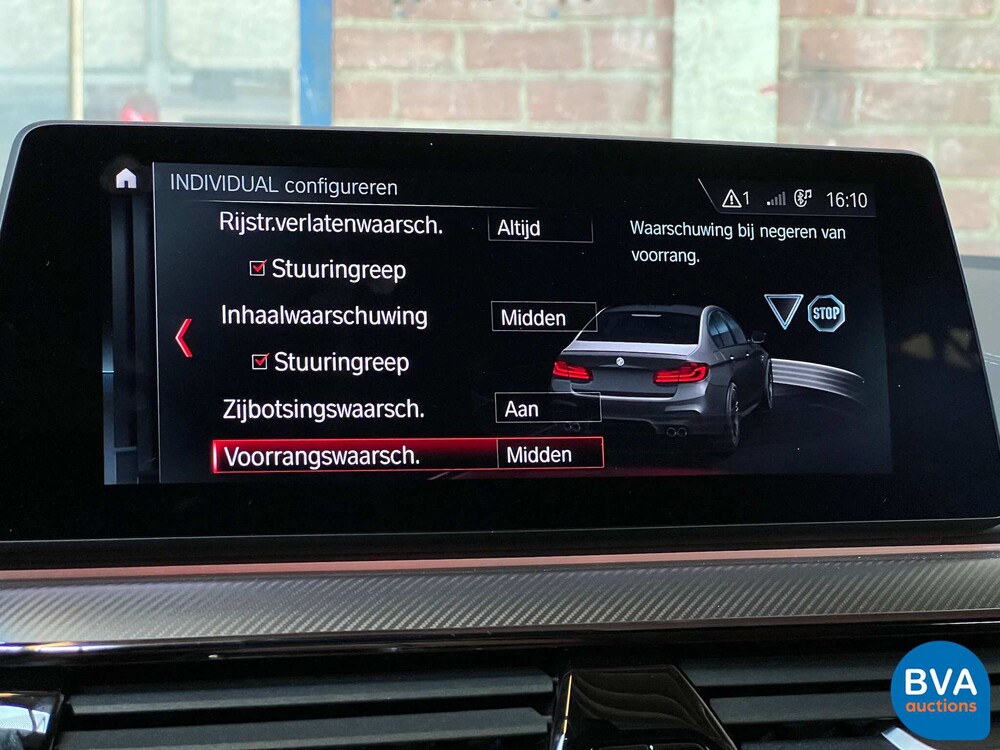 INDIVIDUAL configureren
1 16:10
Rijstr.verlatenwaarsch. Altijd
Stuuringreep
Inhaalwaarschuwing Midden
Stuuringreep
Zijbotsingswaarsch. Aan
Voorrangswaarsch. Midden
Waarschuwing bij negeren van
voorrang.
STOP
BVA
auctions